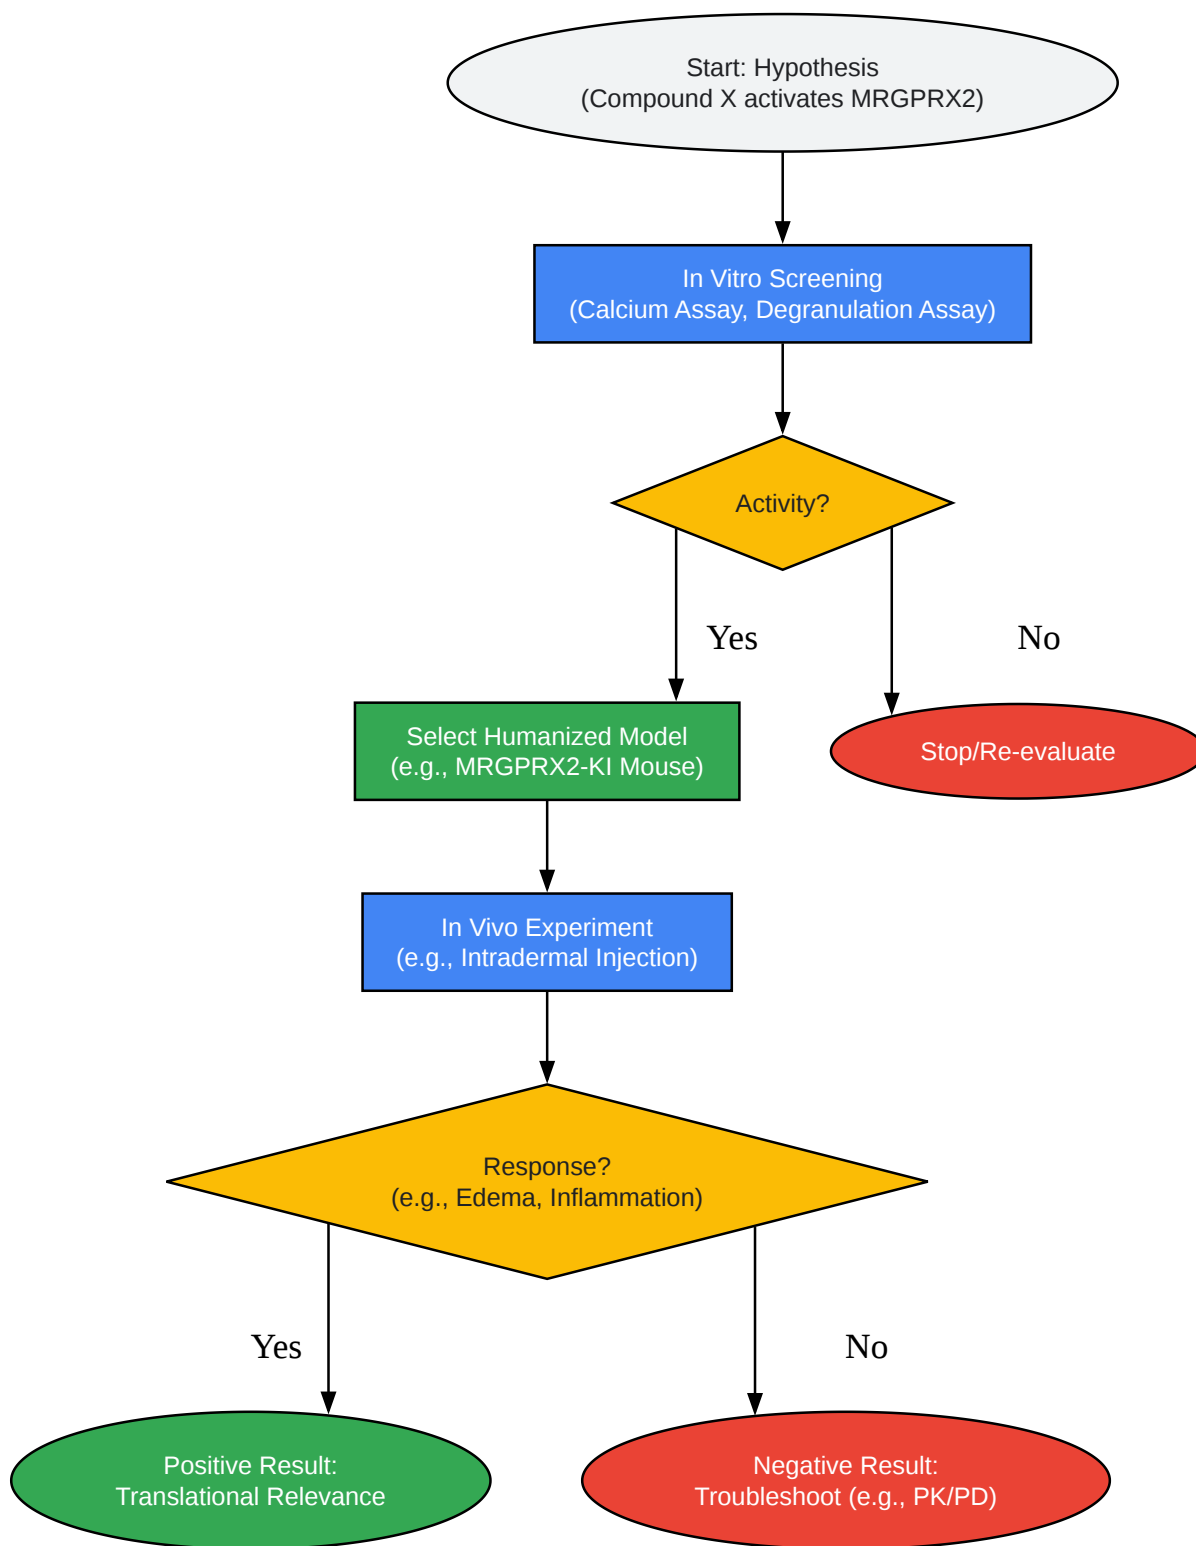 Start: Hypothesis
(Compound X activates MRGPRX2)
In Vitro Screening
(Calcium Assay, Degranulation Assay)
Activity?
Yes
No
Select Humanized Model
(e.g., MRGPRX2-KI Mouse)
Stop/Re-evaluate
In Vivo Experiment
(e.g., Intradermal Injection)
Response?
(e.g., Edema, Inflammation)
Yes
No
Positive Result:
Translational Relevance
Negative Result:
Troubleshoot (e.g., PK/PD)